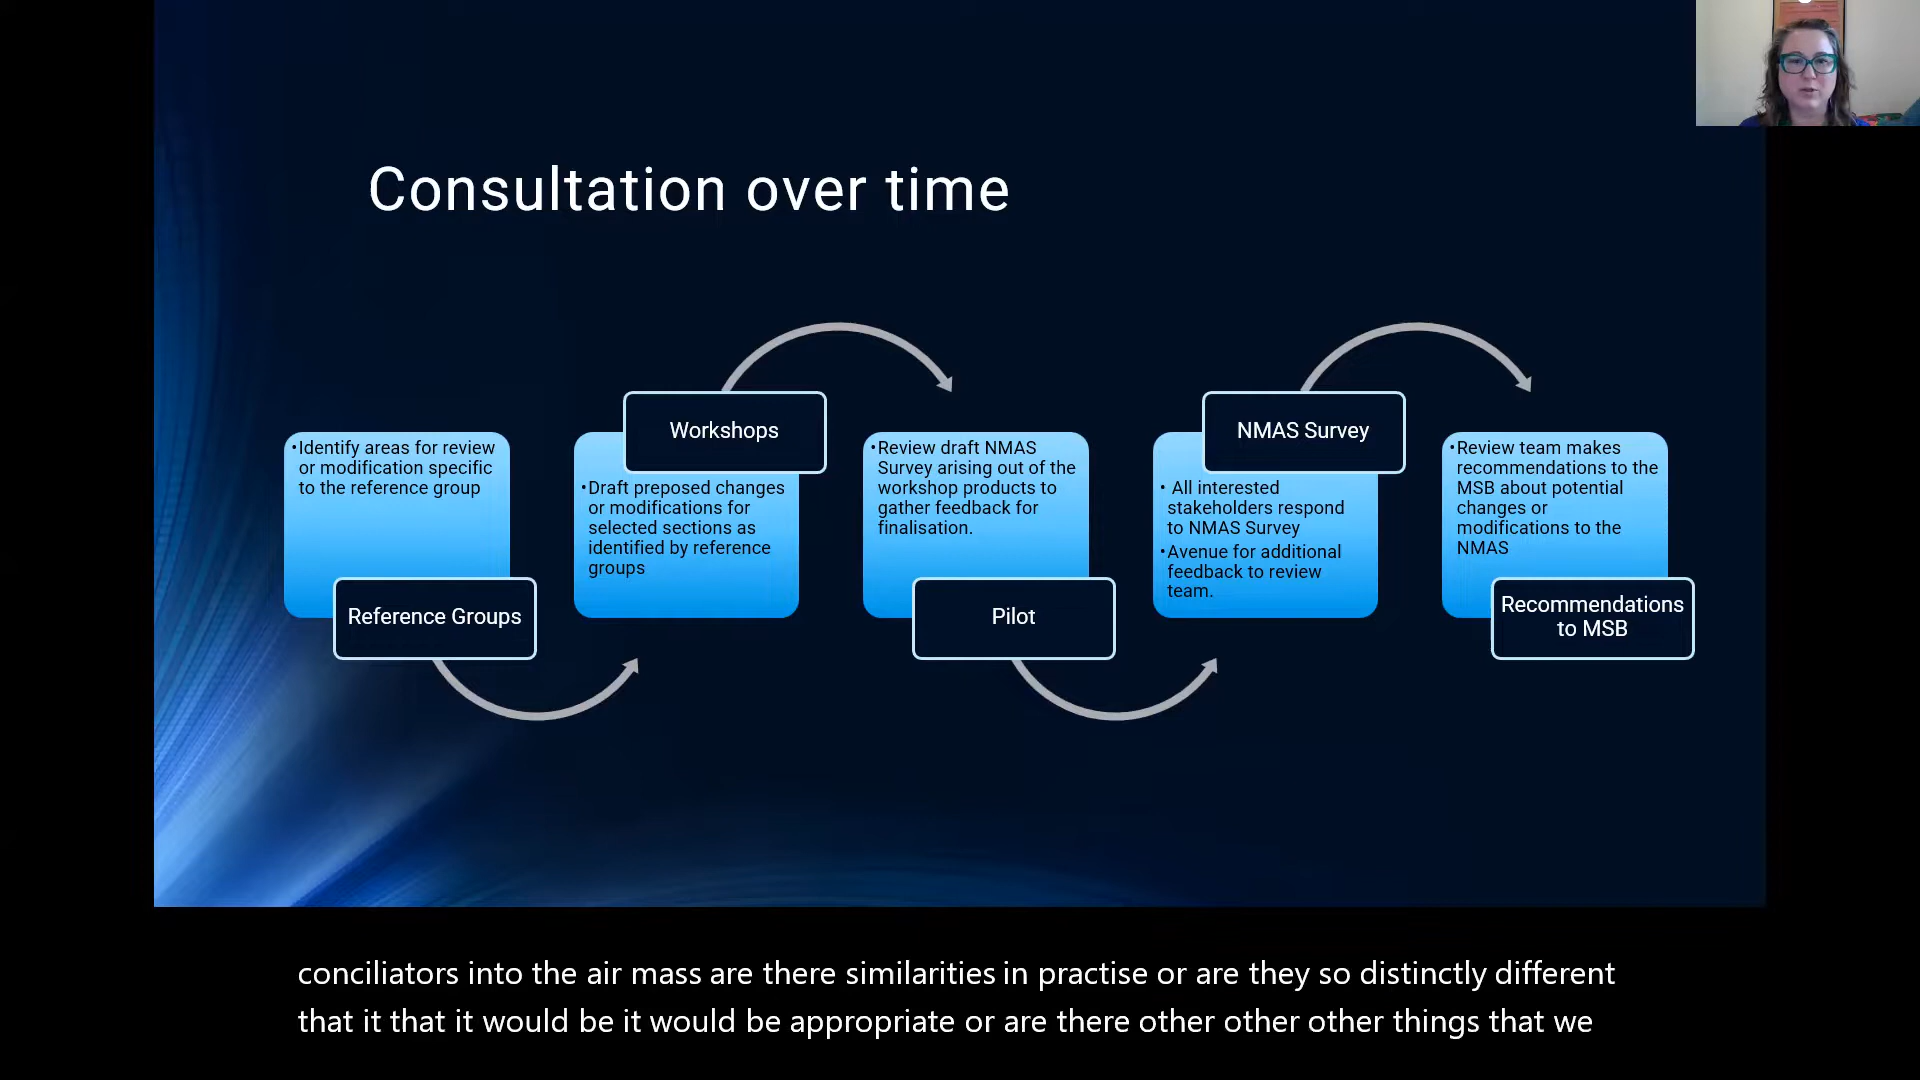 Consultation over time
•Identify areas for review
or modification specific
to the reference group
Reference Groups
Workshops
•Draft preposed changes
or modifications for
selected sections as
identified by reference
groups
•Review draft NMAS
Survey arising out of the
workshop products to
gather feedback for
finalisation.
Pilot
NMAS Survey
• All interested
stakeholders respond
to NMAS Survey
•Avenue for additional
feedback to review
team.
•Review team makes
recommendations to the
MSB about potential
changes or
modifications to the
NMAS
Recommendations
to MSB
conciliators into the air mass are there similarities in practise or are they so distinctly different
that it that it would be it would be appropriate or are there other other other things that we